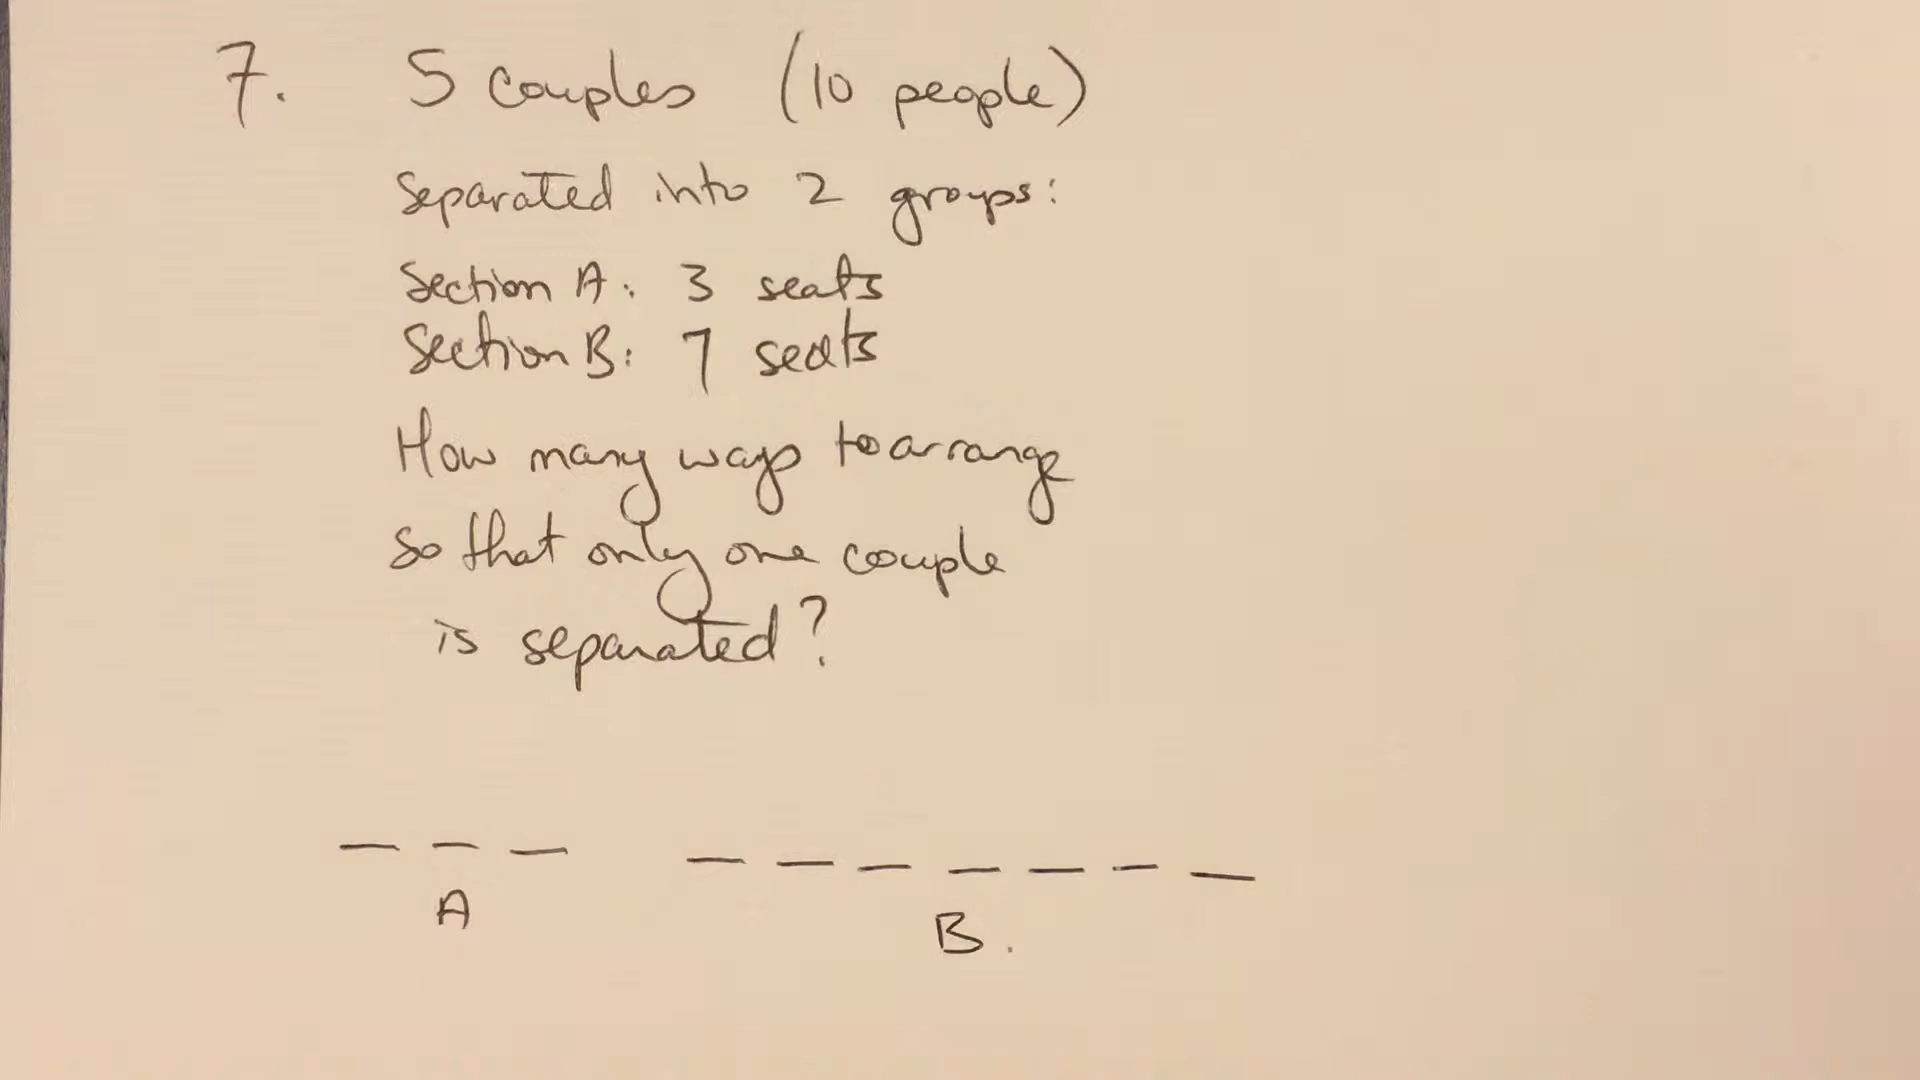 7. 5 couples (10 people)
Separated into 2 groups:
Section A: 3 seats
Section B: 7 seats
How many ways to arrange
so that only one couple
is separated?
A
B.